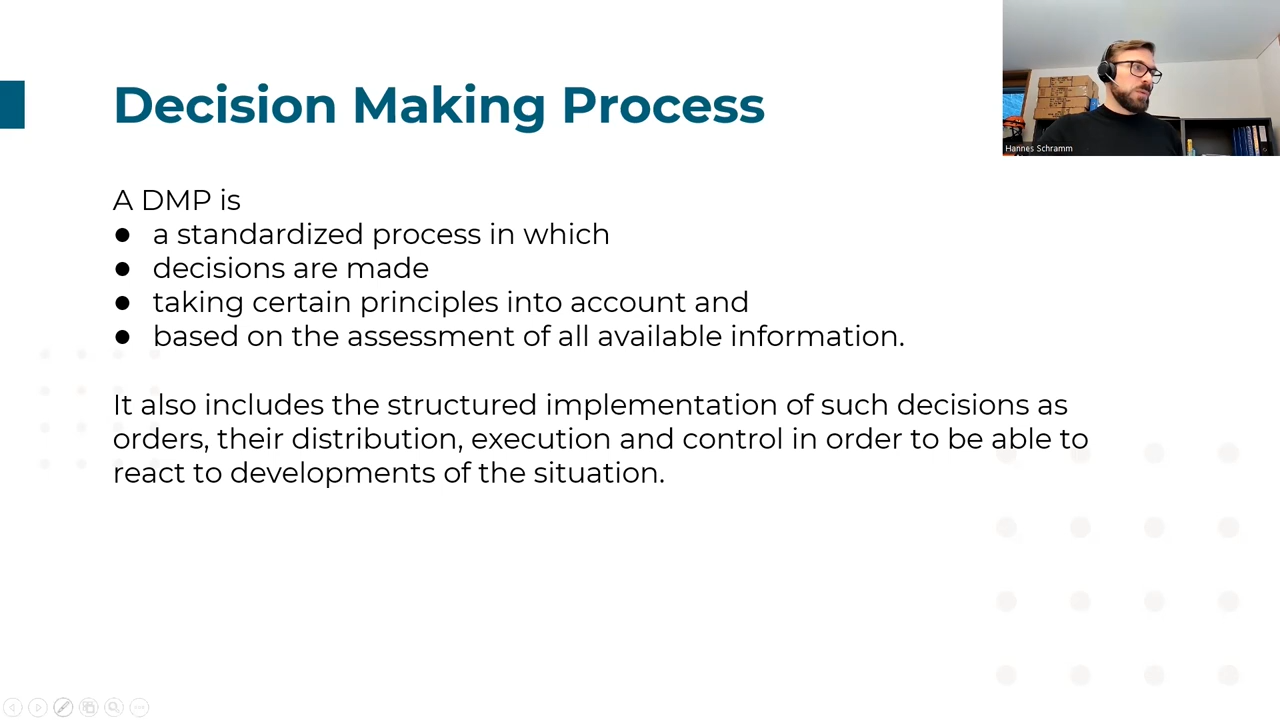 Decision Making Process
Hannes Schramm
A DMP is
● a standardized process in which
● decisions are made
● taking certain principles into account and
● based on the assessment of all available information.
It also includes the structured implementation of such decisions as
orders, their distribution, execution and control in order to be able to
react to developments of the situation.